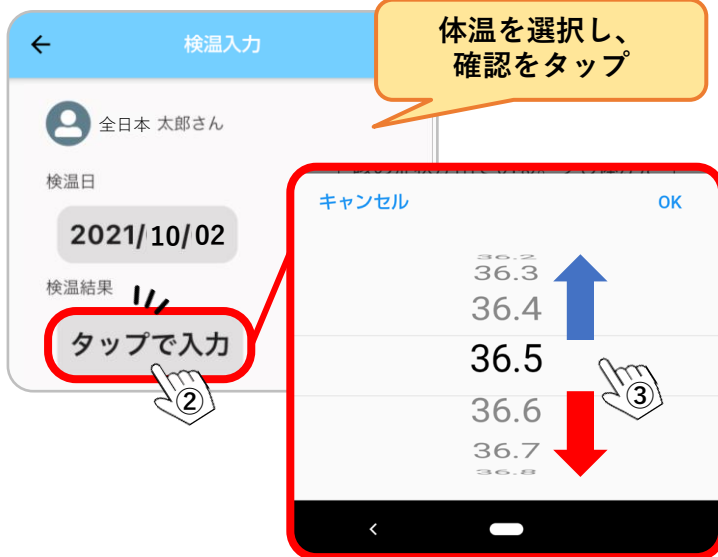 体温を選択し、
確認をタップ
検温入力
全日本 太郎さん
検温日
2021/10/02
検温結果
タップで入力
②
キャンセル
OK
36.2
36.3
36.4
36.5
36.6
36.7
36.8
③